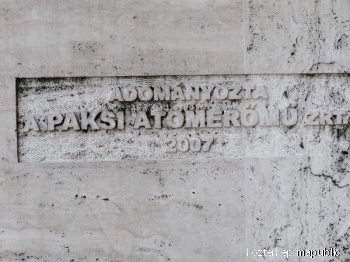 ADOMÁNYOZTA
A PAKSI ATOMERŐMŰ ZRT.
2007